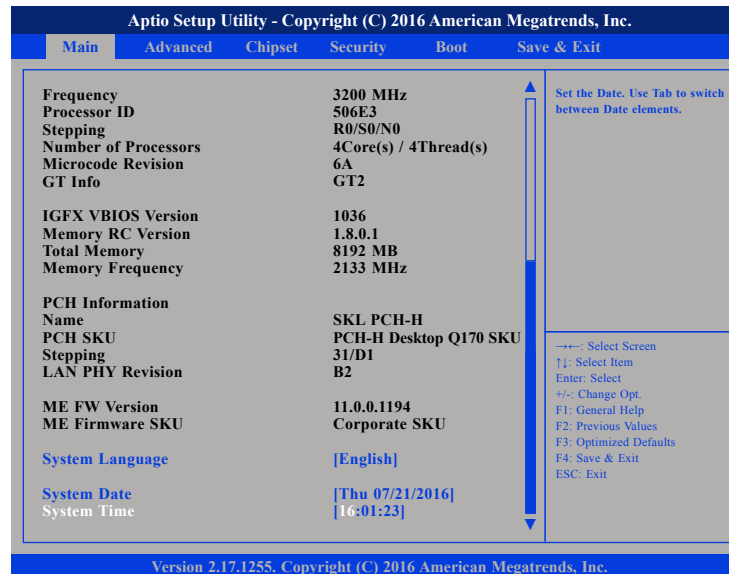 Aptio Setup Utility - Copyright (C) 2016 American Megatrends, Inc.
Main Advanced Chipset Security Boot Save & Exit
Frequency 3200 MHz
Processor ID 506E3
Stepping R0/S0/N0
Number of Processors 4Core(s) / 4Thread(s)
Microcode Revision 6A
GT Info GT2
IGFX VBIOS Version 1036
Memory RC Version 1.8.0.1
Total Memory 8192 MB
Memory Frequency 2133 MHz
PCH Information
Name SKL PCH-H
PCH SKU PCH-H Desktop Q170 SKU
Stepping 31/D1
LAN PHY Revision B2
ME FW Version 11.0.0.1194
ME Firmware SKU Corporate SKU
System Language [English]
System Date [Thu 07/21/2016]
System Time [16:01:23]
Set the Date. Use Tab to switch
between Date elements.
→←: Select Screen
↑↓: Select Item
Enter: Select
+/-: Change Opt.
F1: General Help
F2: Previous Values
F3: Optimized Defaults
F4: Save & Exit
ESC: Exit
Version 2.17.1255. Copyright (C) 2016 American Megatrends, Inc.